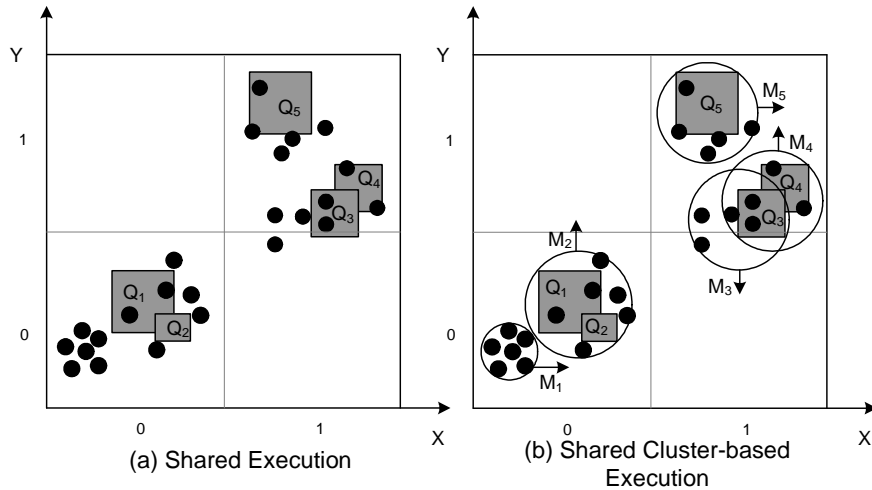 Y
1
0
Q5
Q4
Q3
Q1
Q2
0
1
X
(a) Shared Execution
Y
1
0
Q5
M5
M4
Q4
Q3
M3
M2
Q1
Q2
M1
0
1
X
(b) Shared Cluster-based
Execution